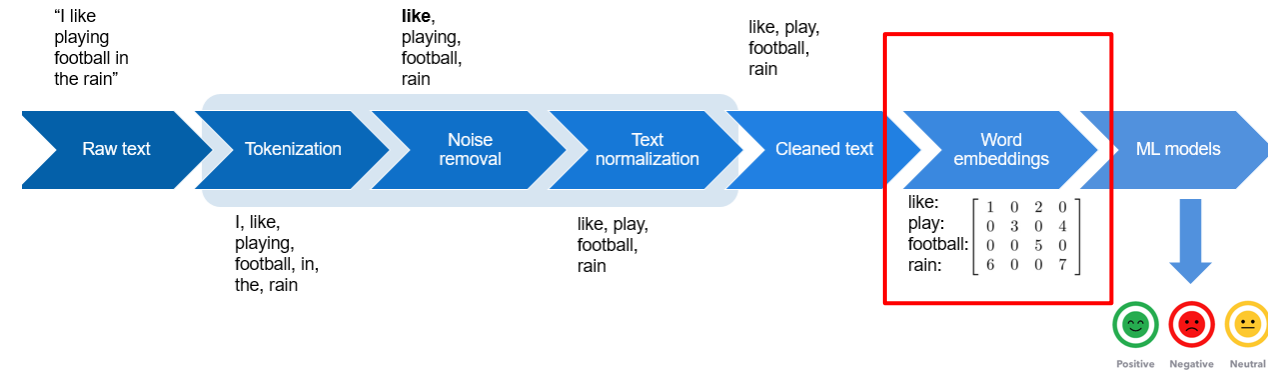 “I like
playing
football in
the rain”
like,
playing,
football,
rain
like, play,
football,
rain
Raw text
Tokenization
Noise
removal
Text
normalization
Cleaned text
Word
embeddings
ML models
I, like,
playing,
football, in,
the, rain
like, play,
football,
rain
like: 1 0 2 0
play: 0 3 0 4
football: 0 0 5 0
rain: 6 0 0 7
Positive Negative Neutral